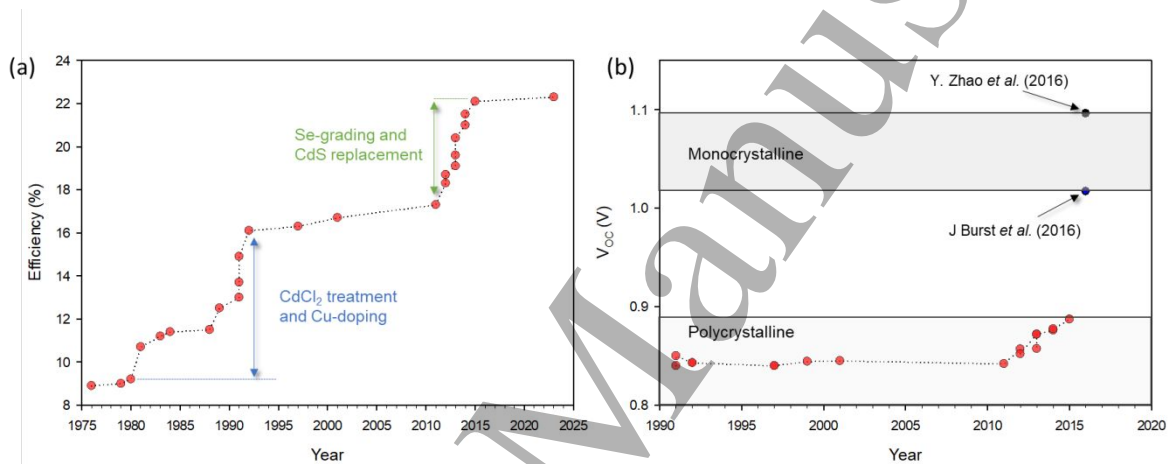 (a)
24
22
20
18
16
14
12
10
8
Efficiency (%)
Se-grading and
CdS replacement
CdCl₂ treatment
and Cu-doping
1975 1980 1985 1990 1995 2000 2005 2010 2015 2020 2025
Year
(b)
1.1
1.0
0.9
0.8
V_OC (V)
Y. Zhao et al. (2016)
Monocrystalline
J Burst et al. (2016)
Polycrystalline
1990 1995 2000 2005 2010 2015 2020
Year
Manus